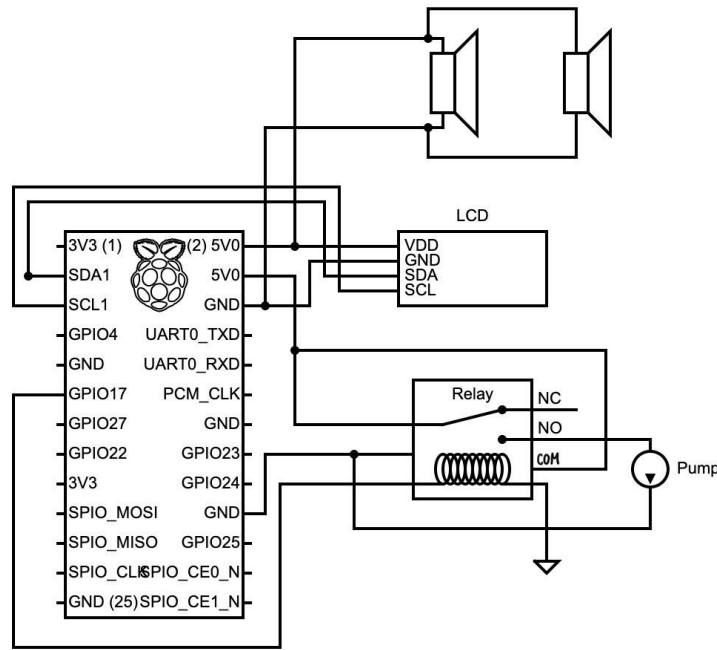 LCD
VDD
GND
SDA
SCL
3V3 (1) (2) 5V0
SDA1 5V0
SCL1 GND
GPIO4 UART0_TXD
GND UART0_RXD
GPIO17 PCM_CLK
GPIO27 GND
GPIO22 GPIO23
3V3 GPIO24
SPIO_MOSI GND
SPIO_MISO GPIO25
SPIO_CLK SPIO_CE0_N
GND (25) SPIO_CE1_N
Relay
NC
NO
COM
Pump